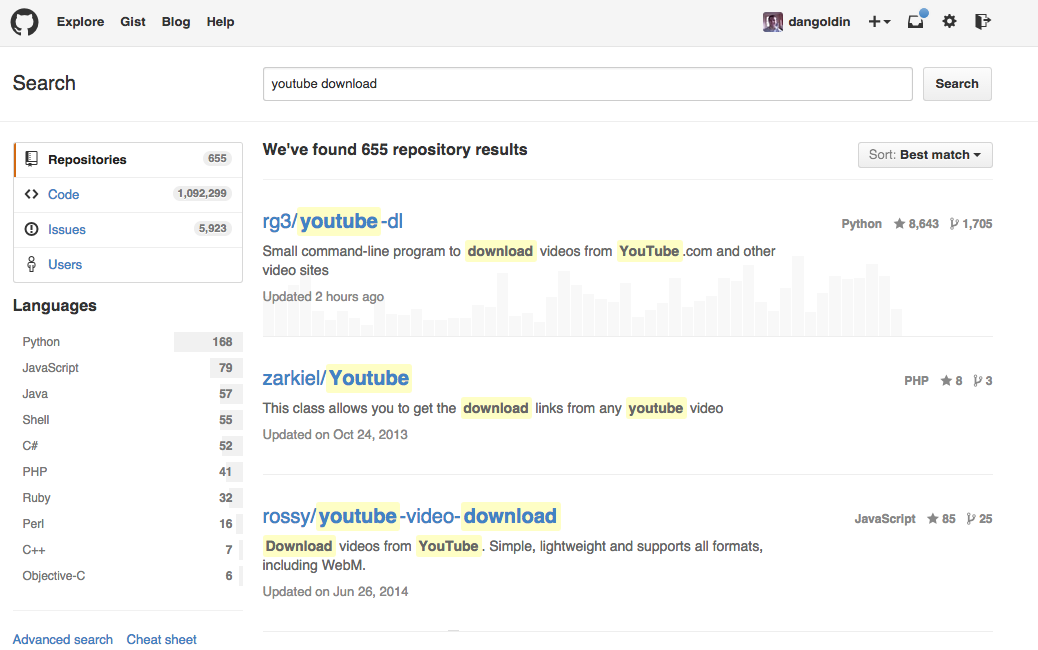 Explore Gist Blog Help dangoldin
Search youtube download Search
Repositories 655
Code 1,092,299
Issues 5,923
Users
Languages
Python 168
JavaScript 79
Java 57
Shell 55
C# 52
PHP 41
Ruby 32
Perl 16
C++ 7
Objective-C 6
Advanced search Cheat sheet
We've found 655 repository results Sort: Best match
rg3/youtube-dl Python 8,643 1,705
Small command-line program to download videos from YouTube.com and other
video sites
Updated 2 hours ago
zarkiel/Youtube PHP 8 3
This class allows you to get the download links from any youtube video
Updated on Oct 24, 2013
rossy/youtube-video-download JavaScript 85 25
Download videos from YouTube. Simple, lightweight and supports all formats,
including WebM.
Updated on Jun 26, 2014